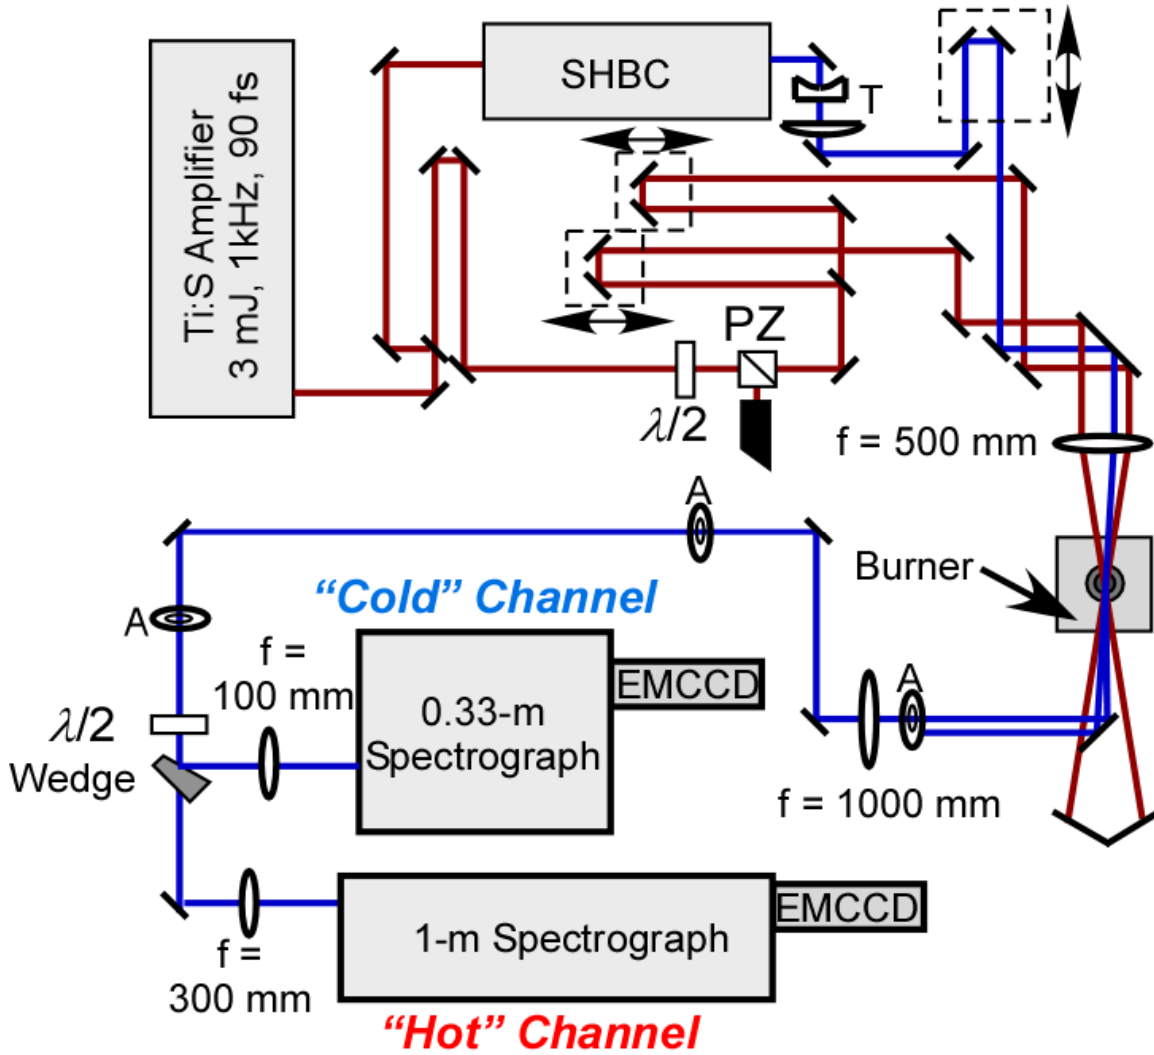 Ti:S Amplifier
3 mJ, 1kHz, 90 fs
SHBC
T
PZ
λ/2
f = 500 mm
A
Burner
“Cold” Channel
A
f =
100 mm
EMCCD
0.33-m
Spectrograph
A
λ/2
Wedge
f = 1000 mm
EMCCD
1-m Spectrograph
f =
300 mm
“Hot” Channel